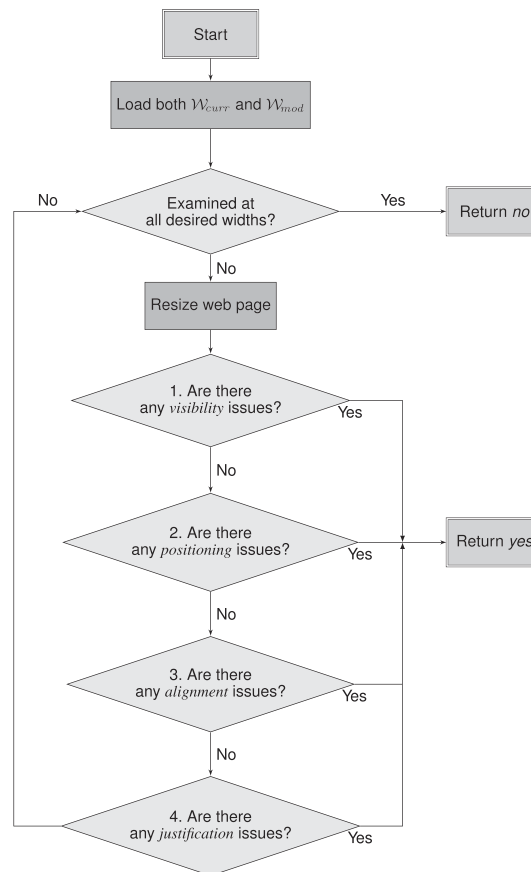 Start
Load both 𝒲curr and 𝒲mod
No
Examined at
all desired widths?
Yes
Return no
No
Resize web page
1. Are there
any visibility issues?
Yes
No
2. Are there
any positioning issues?
Yes
Return yes
No
3. Are there
any alignment issues?
Yes
No
4. Are there
any justification issues?
Yes